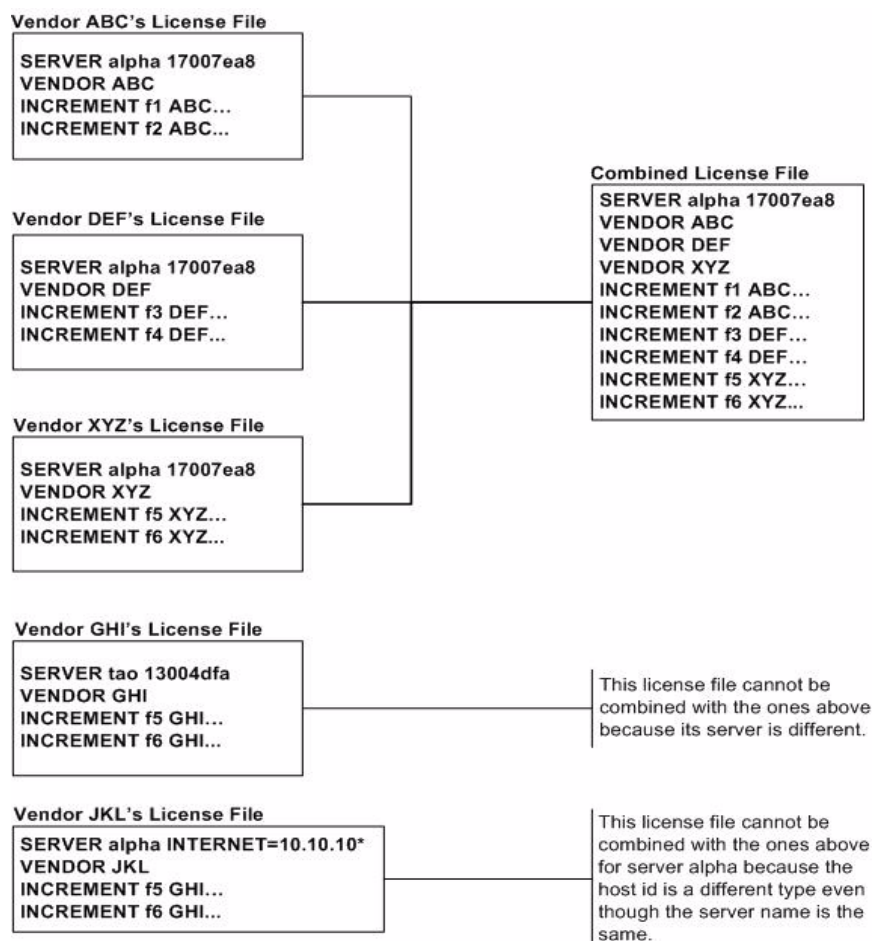 Vendor ABC's License File
SERVER alpha 17007ea8
VENDOR ABC
INCREMENT f1 ABC...
INCREMENT f2 ABC...
Vendor DEF's License File
SERVER alpha 17007ea8
VENDOR DEF
INCREMENT f3 DEF...
INCREMENT f4 DEF...
Vendor XYZ's License File
SERVER alpha 17007ea8
VENDOR XYZ
INCREMENT f5 XYZ...
INCREMENT f6 XYZ...
Combined License File
SERVER alpha 17007ea8
VENDOR ABC
VENDOR DEF
VENDOR XYZ
INCREMENT f1 ABC...
INCREMENT f2 ABC...
INCREMENT f3 DEF...
INCREMENT f4 DEF...
INCREMENT f5 XYZ...
INCREMENT f6 XYZ...
Vendor GHI's License File
SERVER tao 13004dfa
VENDOR GHI
INCREMENT f5 GHI...
INCREMENT f6 GHI...
This license file cannot be
combined with the ones above
because its server is different.
Vendor JKL's License File
SERVER alpha INTERNET=10.10.10*
VENDOR JKL
INCREMENT f5 GHI...
INCREMENT f6 GHI...
This license file cannot be
combined with the ones above
for server alpha because the
host id is a different type even
though the server name is the
same.